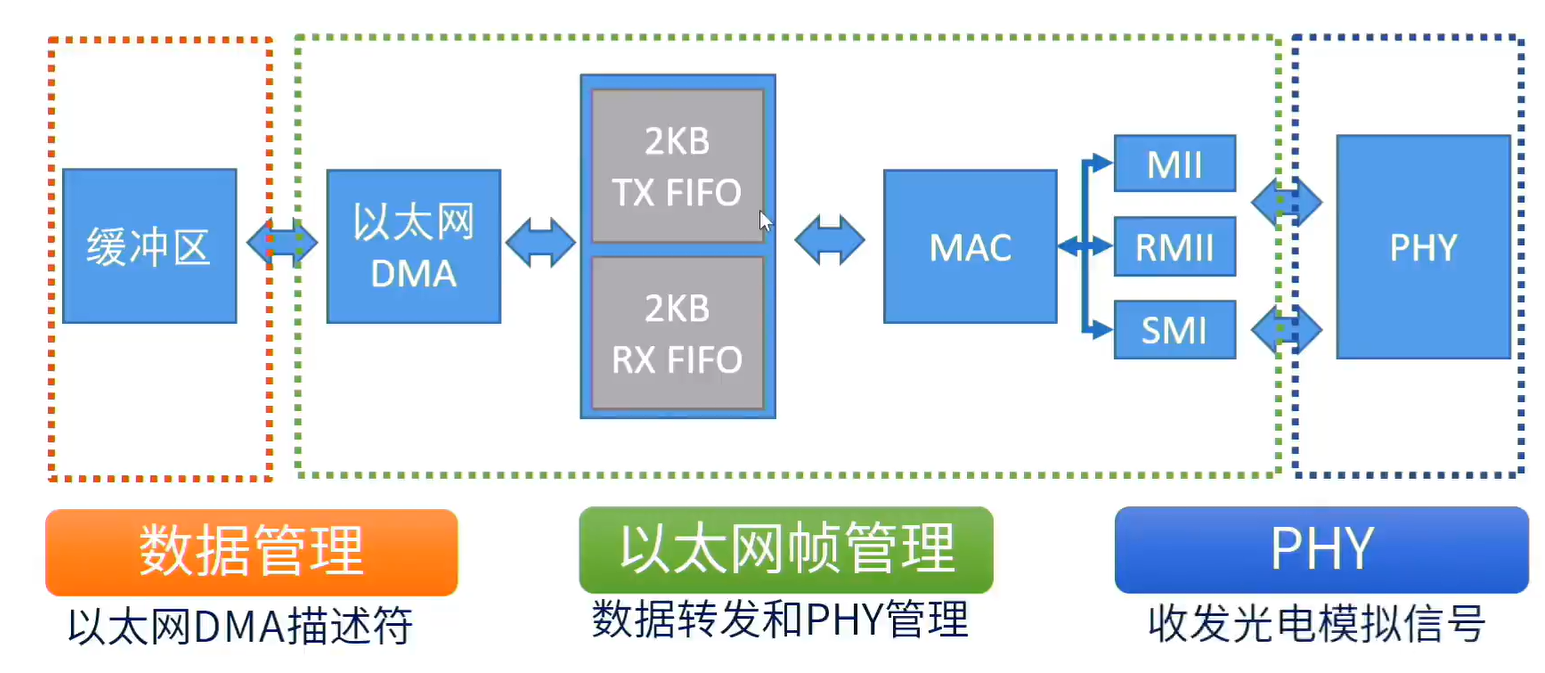 缓冲区
以太网
DMA
2KB
TX FIFO
2KB
RX FIFO
MAC
MII
RMII
SMI
PHY
数据管理
以太网DMA描述符
以太网帧管理
数据转发和PHY管理
PHY
收发光电模拟信号